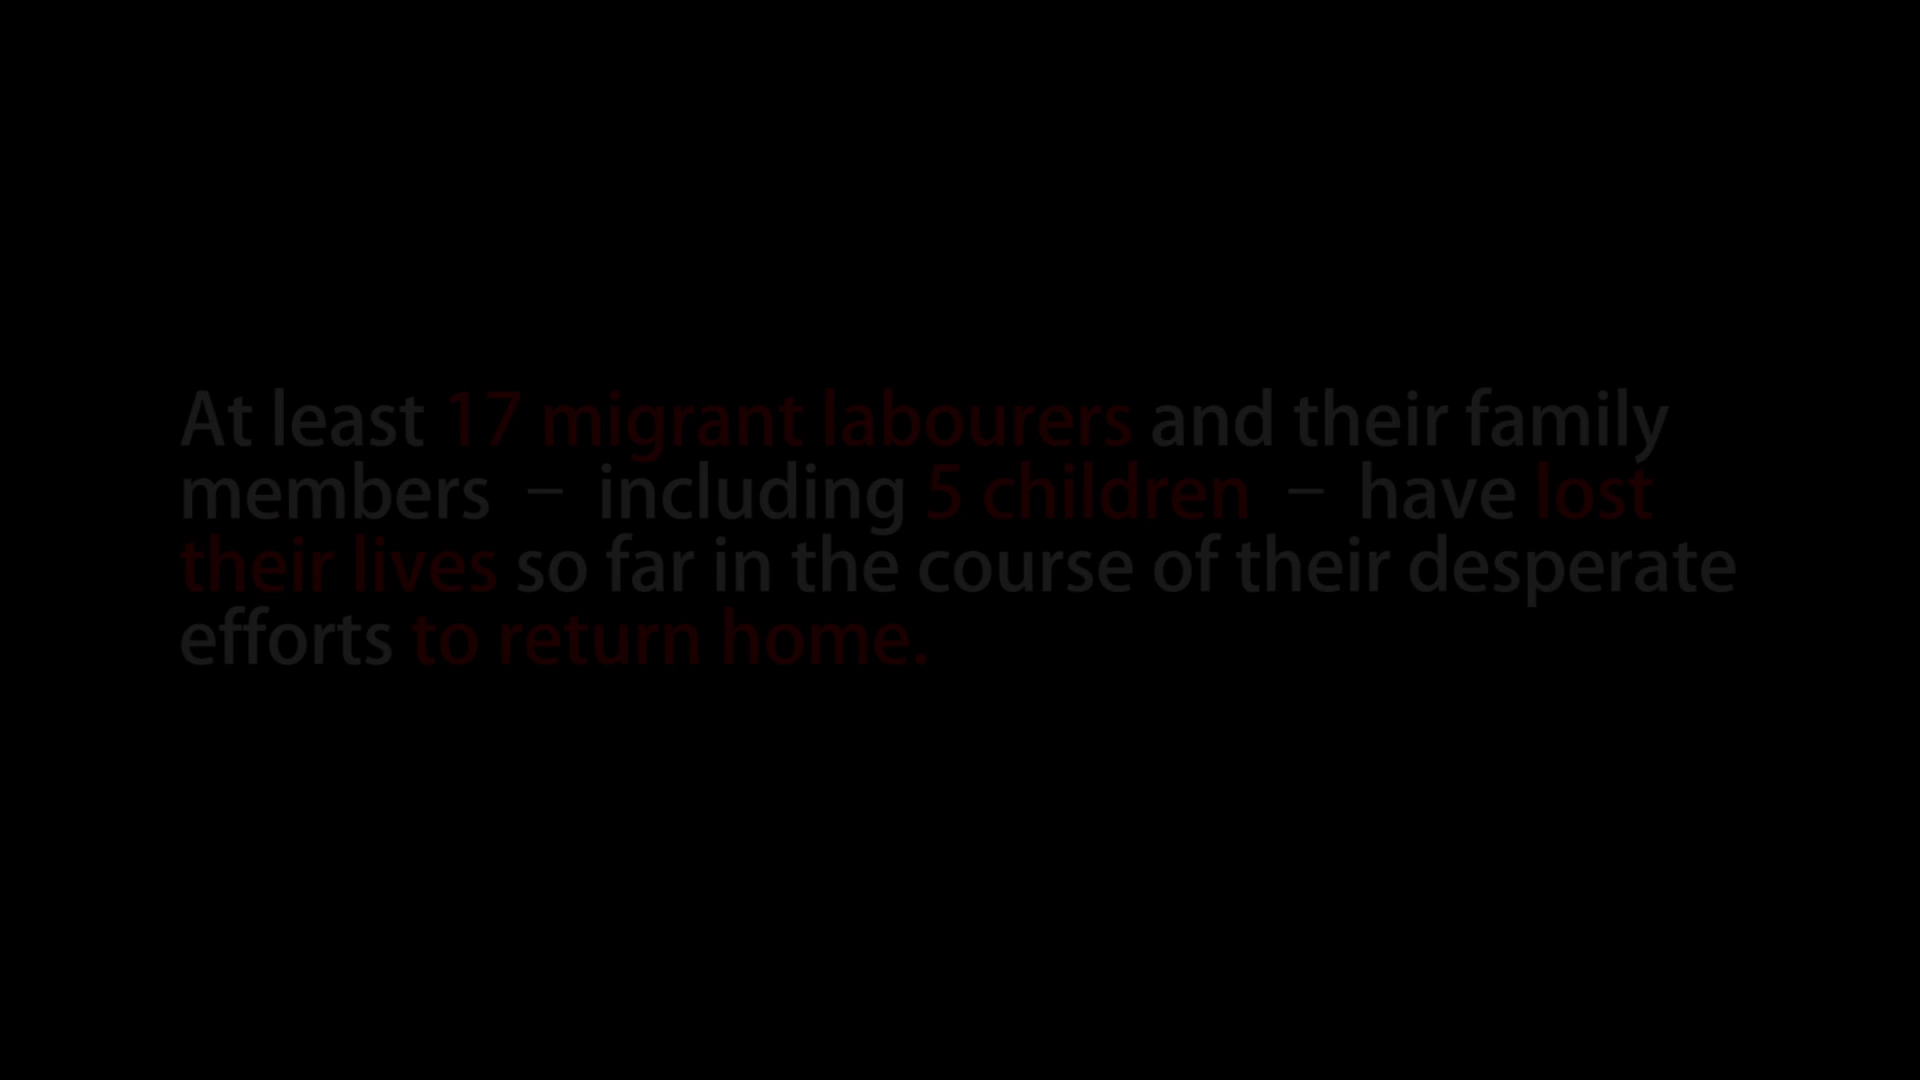 At least 17 migrant labourers and their family
members – including 5 children – have lost
their lives so far in the course of their desperate
efforts to return home.